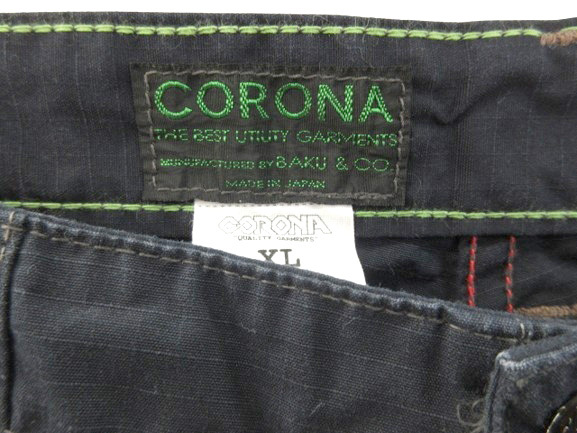 CORONA
THE BEST UTILITY GARMENTS
MANUFACTURED BY BAKU & CO.
MADE IN JAPAN
CORONA
QUALITY GARMENTS
XL